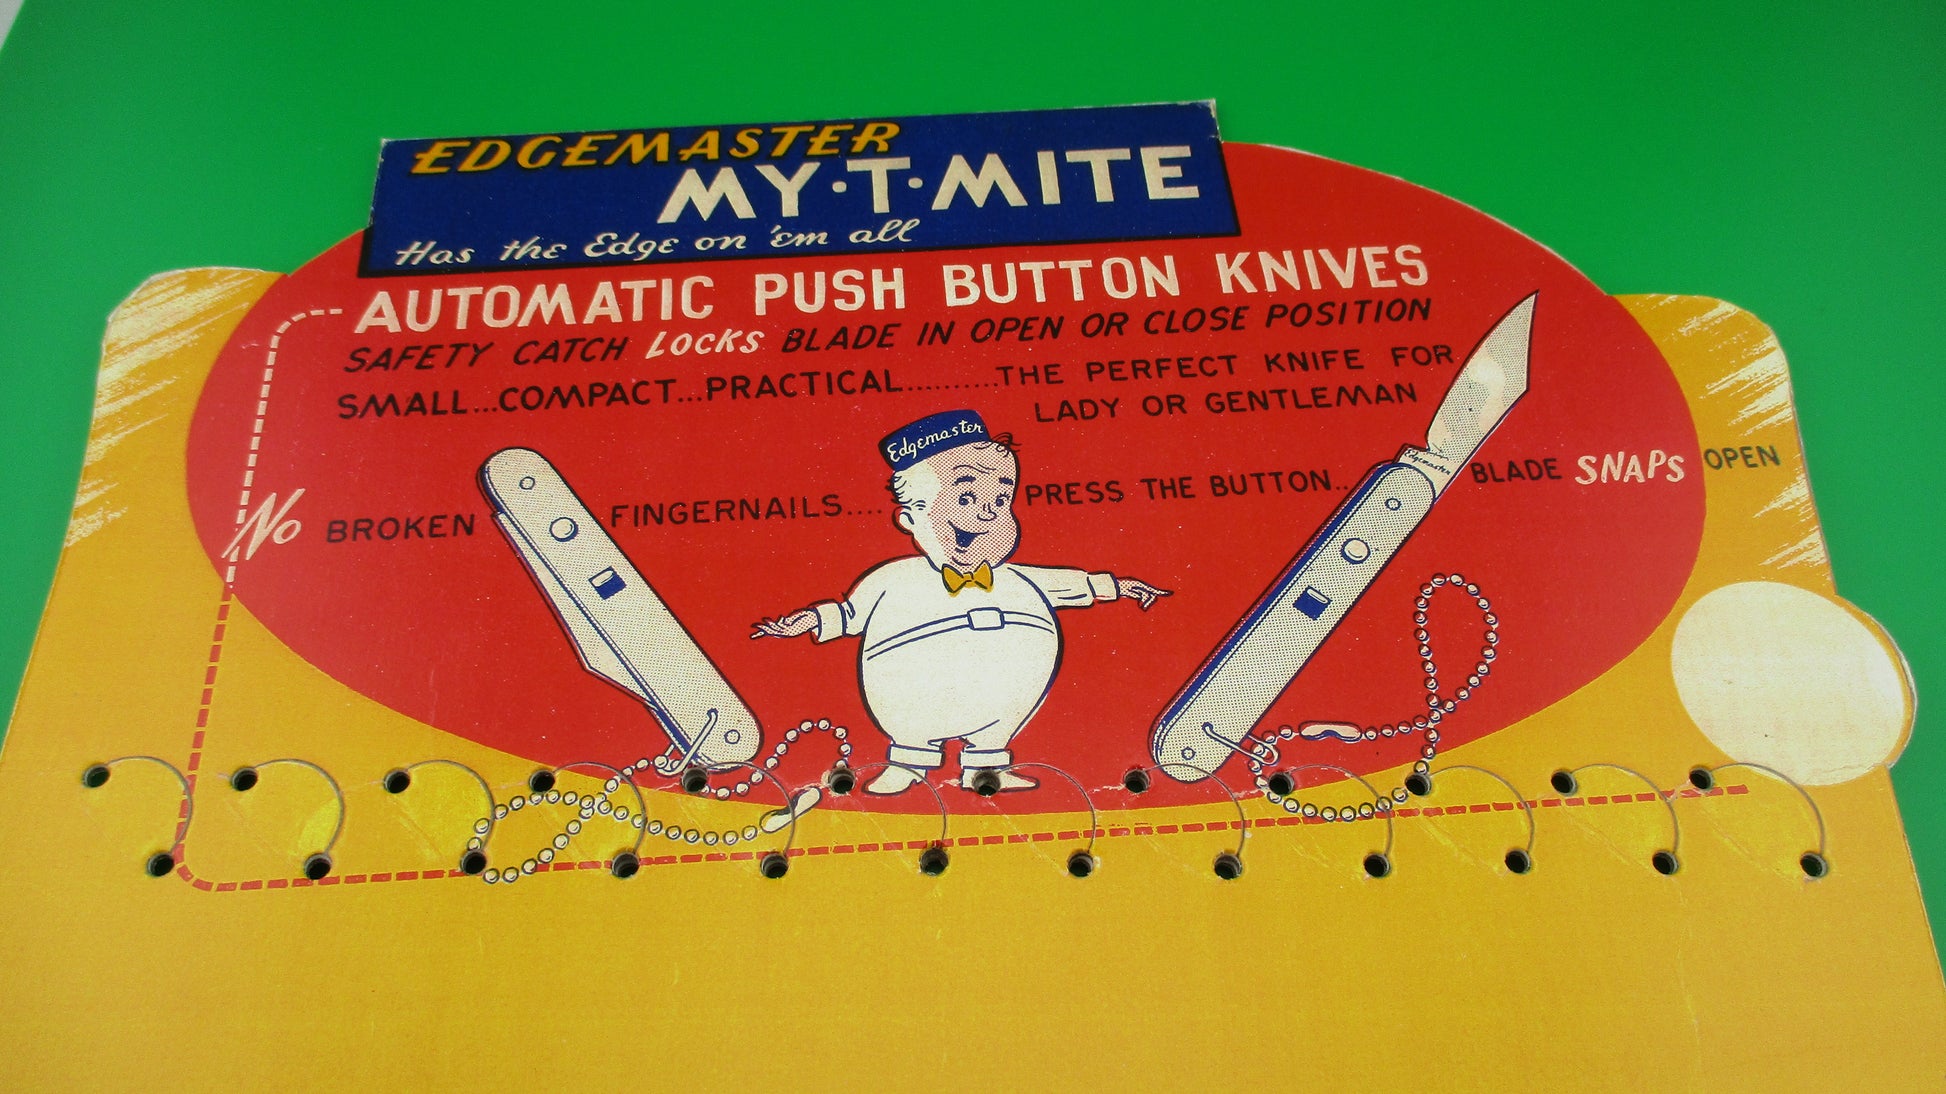 EDGEMASTER
MY·T·MITE
Has the Edge on 'em all
AUTOMATIC PUSH BUTTON KNIVES
SAFETY CATCH LOCKS BLADE IN OPEN OR CLOSE POSITION
SMALL...COMPACT...PRACTICAL..........THE PERFECT KNIFE FOR
LADY OR GENTLEMAN
Edgemaster
Edgemaster
No BROKEN FINGERNAILS.... PRESS THE BUTTON.. BLADE SNAPS OPEN